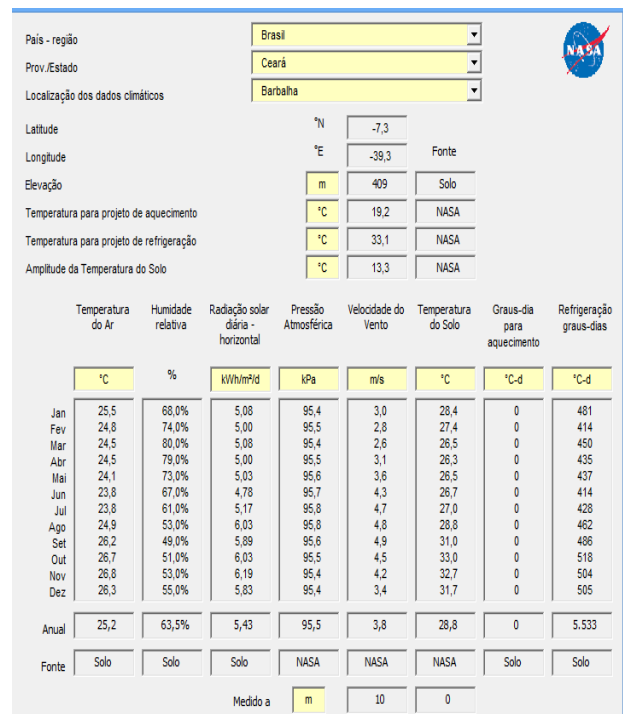 País - região Brasil NASA
Prov./Estado Ceará
Localização dos dados climáticos Barbalha
Latitude °N -7,3
Longitude °E -39,3 Fonte
Elevação m 409 Solo
Temperatura para projeto de aquecimento °C 19,2 NASA
Temperatura para projeto de refrigeração °C 33,1 NASA
Amplitude da Temperatura do Solo °C 13,3 NASA
Temperatura do Ar Humidade relativa Radiação solar diária - horizontal Pressão Atmosférica Velocidade do Vento Temperatura do Solo Graus-dia para aquecimento Refrigeração graus-dias
°C % kWh/m²/d kPa m/s °C °C-d °C-d
Jan 25,5 68,0% 5,08 95,4 3,0 28,4 0 481
Fev 24,8 74,0% 5,00 95,5 2,8 27,4 0 414
Mar 24,5 80,0% 5,08 95,4 2,6 26,5 0 450
Abr 24,5 79,0% 5,00 95,5 3,1 26,3 0 435
Mai 24,1 73,0% 5,03 95,6 3,6 26,5 0 437
Jun 23,8 67,0% 4,78 95,7 4,3 26,7 0 414
Jul 23,8 61,0% 5,17 95,8 4,7 27,0 0 428
Ago 24,9 53,0% 6,03 95,8 4,8 28,8 0 462
Set 26,2 49,0% 5,89 95,6 4,9 31,0 0 486
Out 26,7 51,0% 6,03 95,5 4,5 33,0 0 518
Nov 26,8 53,0% 6,19 95,4 4,2 32,7 0 504
Dez 26,3 55,0% 5,83 95,4 3,4 31,7 0 505
Anual 25,2 63,5% 5,43 95,5 3,8 28,8 0 5.533
Fonte Solo Solo Solo NASA NASA NASA Solo Solo
Medido a m 10 0